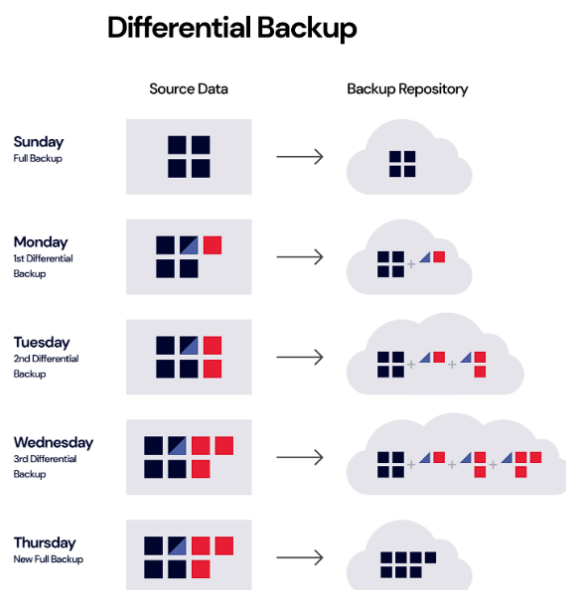 Differential Backup
Source Data
Backup Repository
Sunday
Full Backup
Monday
1st Differential
Backup
+
Tuesday
2nd Differential
Backup
+ +
Wednesday
3rd Differential
Backup
+ + +
Thursday
New Full Backup